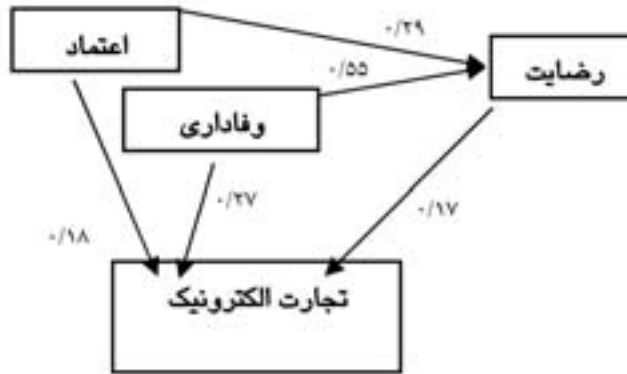 اعتماد
۰/۲۹
رضایت
۰/۵۵
وفاداری
۰/۲۷
۰/۱۷
۰/۱۸
تجارت الکترونیک